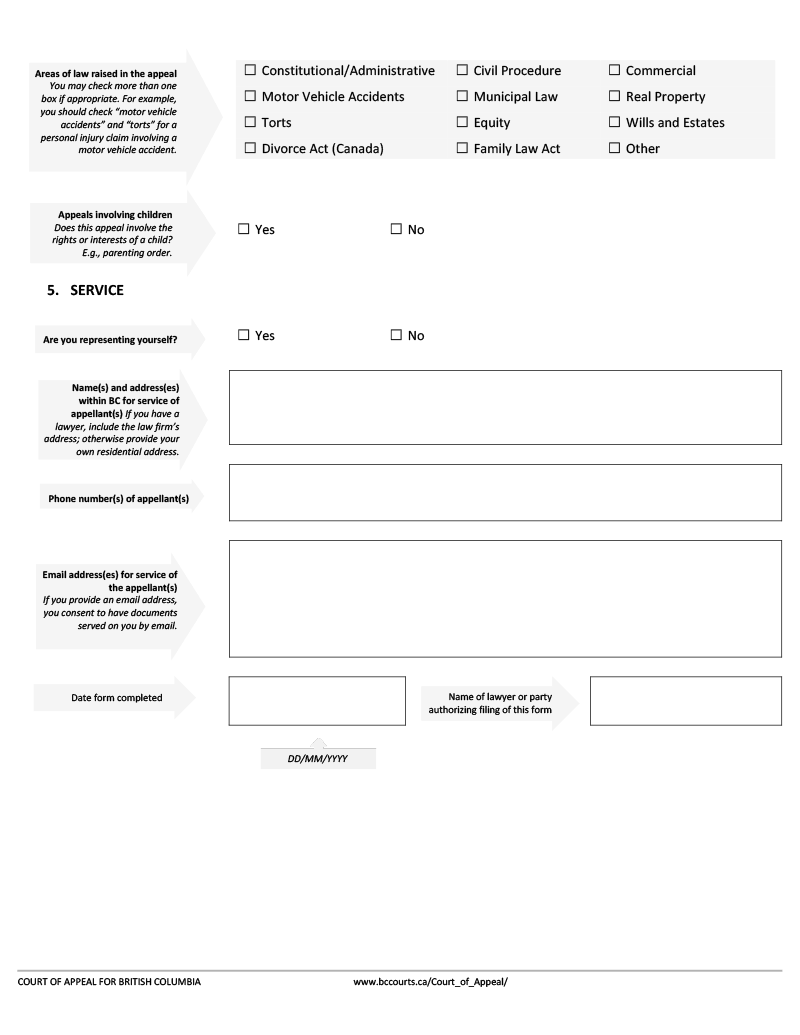 Areas of law raised in the appeal
You may check more than one
box if appropriate. For example,
you should check “motor vehicle
accidents” and “torts” for a
personal injury claim involving a
motor vehicle accident.
☐ Constitutional/Administrative ☐ Civil Procedure ☐ Commercial
☐ Motor Vehicle Accidents ☐ Municipal Law ☐ Real Property
☐ Torts ☐ Equity ☐ Wills and Estates
☐ Divorce Act (Canada) ☐ Family Law Act ☐ Other
Appeals involving children
Does this appeal involve the
rights or interests of a child?
E.g., parenting order.
☐ Yes ☐ No
5. SERVICE
Are you representing yourself?
☐ Yes ☐ No
Name(s) and address(es)
within BC for service of
appellant(s) If you have a
lawyer, include the law firm’s
address; otherwise provide your
own residential address.
Phone number(s) of appellant(s)
Email address(es) for service of
the appellant(s)
If you provide an email address,
you consent to have documents
served on you by email.
Date form completed
Name of lawyer or party
authorizing filing of this form
DD/MM/YYYY
COURT OF APPEAL FOR BRITISH COLUMBIA www.bccourts.ca/Court_of_Appeal/